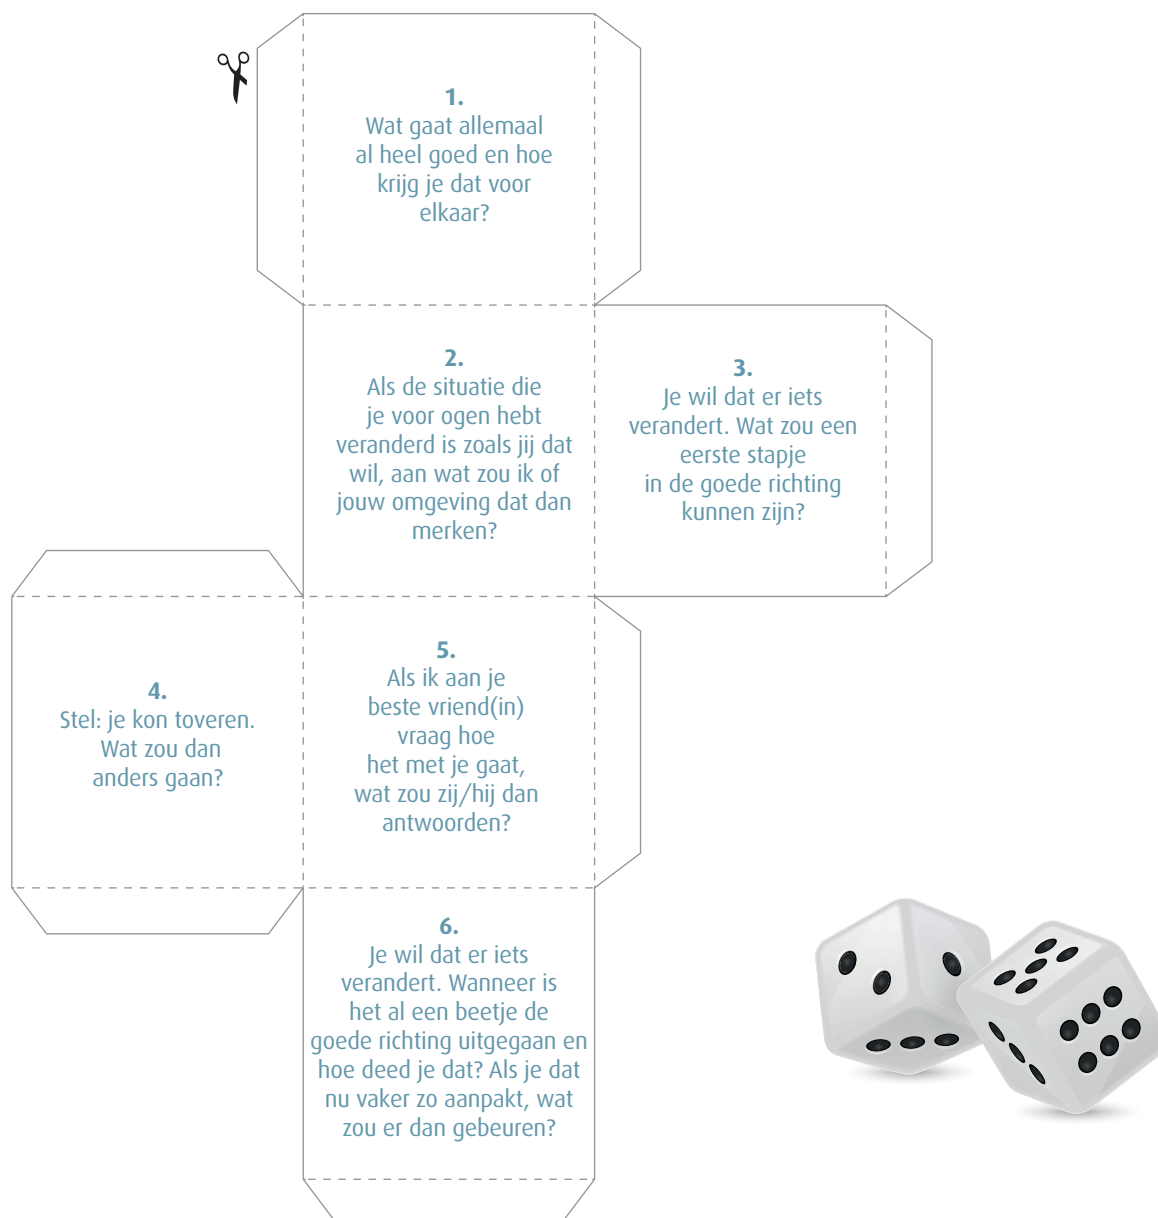 1.
Wat gaat allemaal
al heel goed en hoe
krijg je dat voor
elkaar?
2.
Als de situatie die
je voor ogen hebt
veranderd is zoals jij dat
wil, aan wat zou ik of
jouw omgeving dat dan
merken?
3.
Je wil dat er iets
verandert. Wat zou een
eerste stapje
in de goede richting
kunnen zijn?
4.
Stel: je kon toveren.
Wat zou dan
anders gaan?
5.
Als ik aan je
beste vriend(in)
vraag hoe
het met je gaat,
wat zou zij/hij dan
antwoorden?
6.
Je wil dat er iets
verandert. Wanneer is
het al een beetje de
goede richting uitgegaan en
hoe deed je dat? Als je dat
nu vaker zo aanpakt, wat
zou er dan gebeuren?